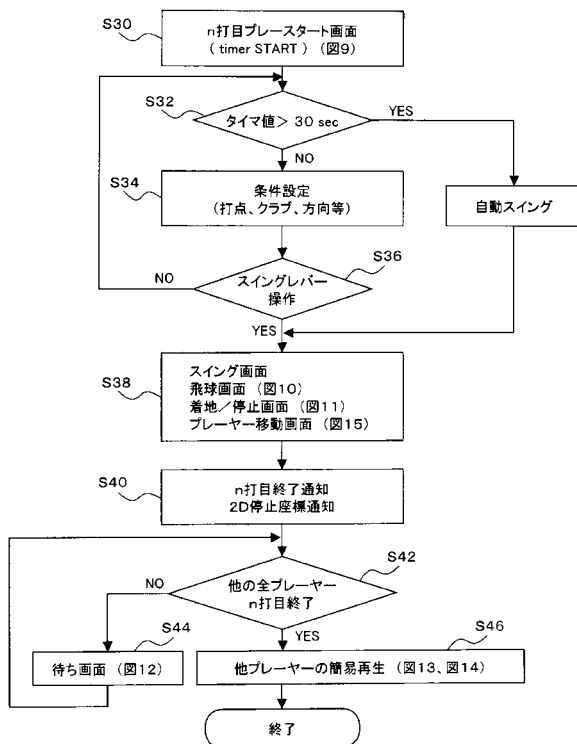 S30
n打目プレースタート画面
( timer START ) (図9)
S32
タイマ値> 30 sec
YES
NO
S34
条件設定
(打点、クラブ、方向等)
自動スイング
S36
NO
スイングレバー
操作
YES
S38
スイング画面
飛球画面 (図10)
着地/停止画面 (図11)
プレーヤー移動画面 (図15)
S40
n打目終了通知
2D停止座標通知
S42
NO
他の全プレーヤー
n打目終了
S44
YES
S46
待ち画面 (図12)
他プレーヤーの簡易再生 (図13、図14)
終了